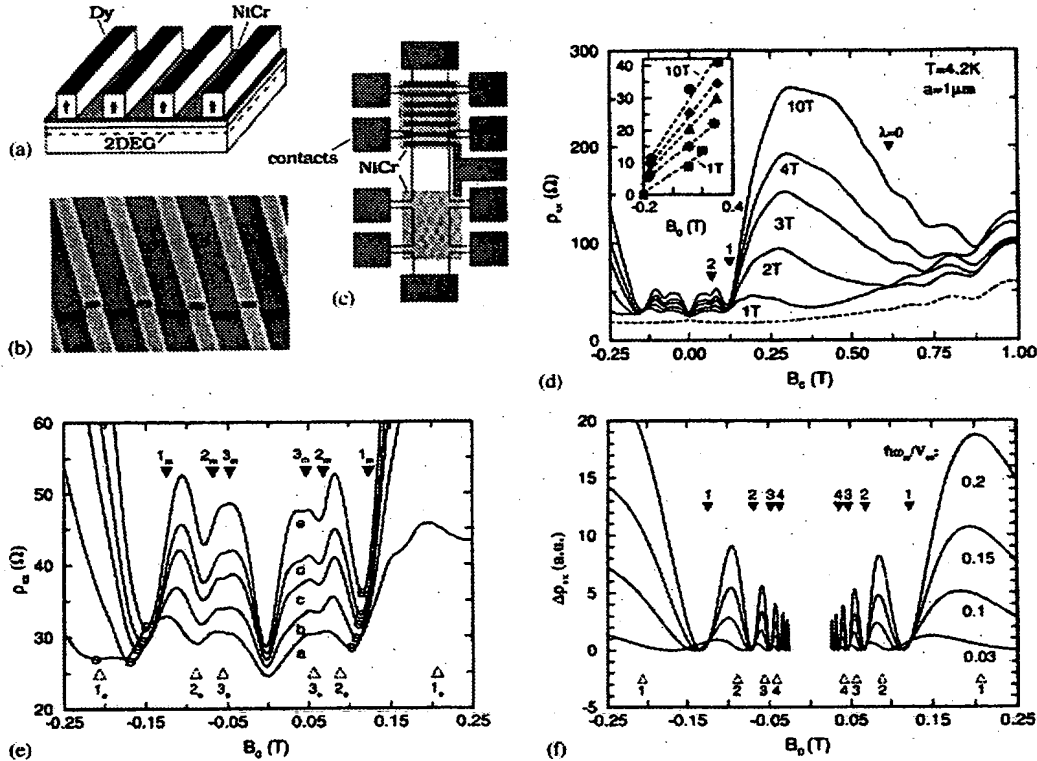 Dy
NiCr
2DEG
(a)
(b)
contacts
NiCr
(c)
300
200
100
0
ρxx (Ω)
40
30
20
10
0
10T
1T
-0.2
0.4
B0 (T)
T=4.2K
a=1μm
10T
4T
3T
2T
1T
λ=0
2
1
-0.25
0.00
0.25
0.50
0.75
1.00
B0 (T)
(d)
60
50
40
30
20
ρxx (Ω)
1m
2m
3m
3m
2m
1m
e
d
c
b
a
1e
2e
3e
3e
2e
1e
-0.25
-0.15
-0.05
0.05
0.15
0.25
B0 (T)
(e)
20
15
10
5
0
-5
Δρxx (a.u.)
1
2
3
4
4
3
2
1
0.2
0.15
0.1
0.03
1
2
3
4
4
3
2
1
-0.25
-0.15
-0.05
0.05
0.15
0.25
B0 (T)
(f)